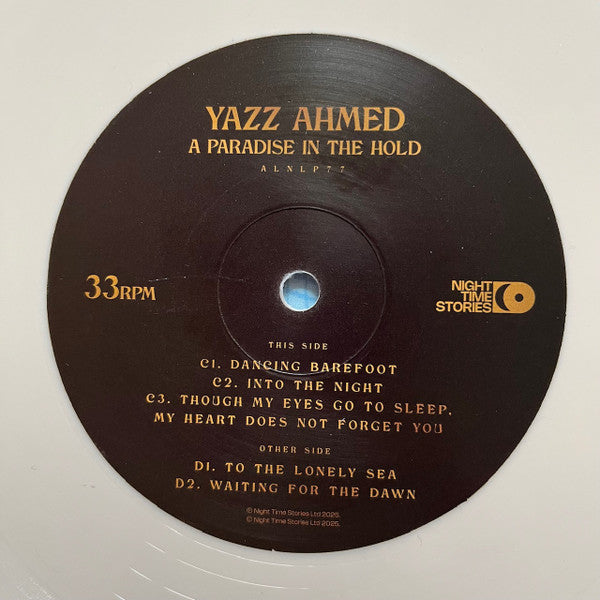 YAZZ AHMED
A PARADISE IN THE HOLD
ALNLP77
33RPM
NIGHT
TIME
STORIES
THIS SIDE
C1. DANCING BAREFOOT
C2. INTO THE NIGHT
C3. THOUGH MY EYES GO TO SLEEP,
MY HEART DOES NOT FORGET YOU
OTHER SIDE
D1. TO THE LONELY SEA
D2. WAITING FOR THE DAWN
℗ Night Time Stories Ltd 2025.
© Night Time Stories Ltd 2025.